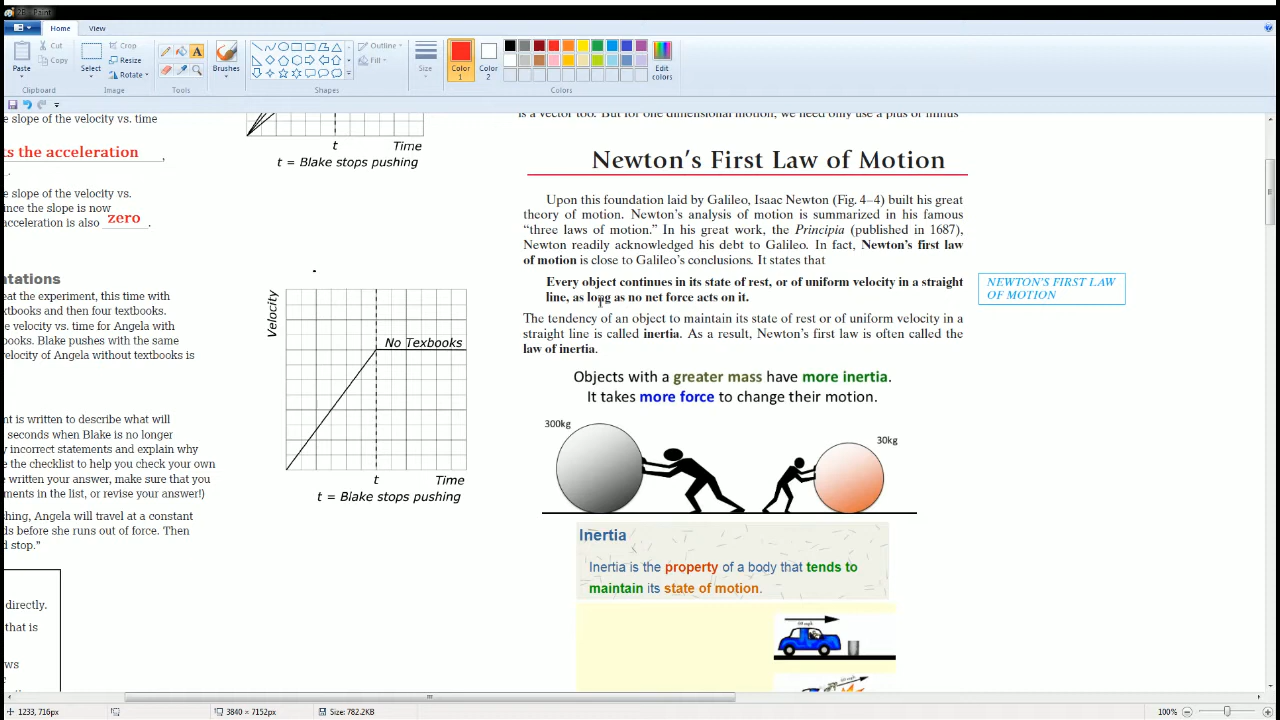 2P - Paint
Home
View
Paste
Cut
Copy
Clipboard
Select
Crop
Resize
Rotate
Image
A
Tools
Brushes
Shapes
Outline
Fill
Size
Color
1
Color
2
Edit
colors
Colors
e slope of the velocity vs. time
ts the acceleration ,
.
e slope of the velocity vs.
ince the slope is now
acceleration is also zero .
ntations
eat the experiment, this time with
xtbooks and then four textbooks.
e velocity vs. time for Angela with
ooks. Blake pushes with the same
velocity of Angela without textbooks is
nt is written to describe what will
seconds when Blake is no longer
y incorrect statements and explain why
e the checklist to help you check your own
e written your answer, make sure that you
ments in the list, or revise your answer!)
shing, Angela will travel at a constant
ds before she runs out of force. Then
d stop."
directly.
that is
ws
t
Time
t = Blake stops pushing
Velocity
No Texbooks
t
Time
t = Blake stops pushing
is a vector too. But for one dimensional motion, we need only use a plus or minus
Newton's First Law of Motion
Upon this foundation laid by Galileo, Isaac Newton (Fig. 4–4) built his great
theory of motion. Newton's analysis of motion is summarized in his famous
"three laws of motion." In his great work, the Principia (published in 1687),
Newton readily acknowledged his debt to Galileo. In fact, Newton's first law
of motion is close to Galileo's conclusions. It states that
Every object continues in its state of rest, or of uniform velocity in a straight
line, as long as no net force acts on it.
NEWTON'S FIRST LAW
OF MOTION
The tendency of an object to maintain its state of rest or of uniform velocity in a
straight line is called inertia. As a result, Newton's first law is often called the
law of inertia.
Objects with a greater mass have more inertia.
It takes more force to change their motion.
300kg
30kg
Inertia
Inertia is the property of a body that tends to
maintain its state of motion.
1233, 716px
3840 × 7152px
Size: 782.2KB
100%